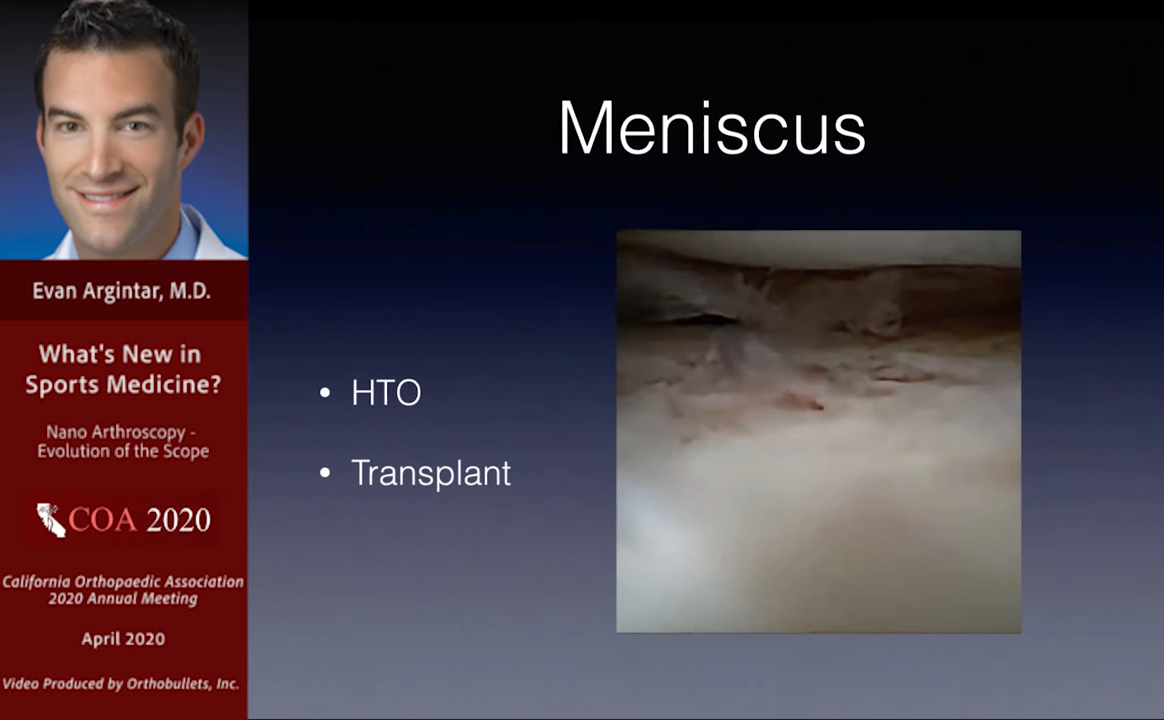 Evan Argintar, M.D.
What's New in
Sports Medicine?
Nano Arthroscopy -
Evolution of the Scope
COA 2020
California Orthopaedic Association
2020 Annual Meeting
April 2020
Video Produced by Orthobullets, Inc.
Meniscus
• HTO
• Transplant